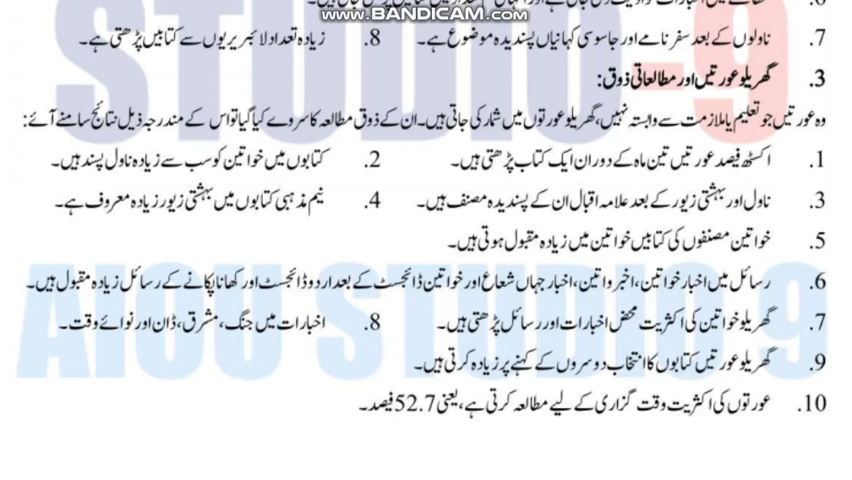 www.BANDICAM.com
7. ناولوں کے بعد سفر نامے اور جاسوسی کہانیاں پسندیدہ موضوع ہے۔ 8. زیادہ تعداد لائبریریوں سے کتابیں پڑھتی ہے۔
3. گھریلو عورتیں اور مطالعاتی ذوق:
وہ عورتیں جو تعلیم یا ملازمت سے وابستہ نہیں، گھریلو عورتوں میں شمار کی جاتی ہیں۔ ان کے ذوق مطالعہ کا سروے کیا گیا تو اس کے مندرجہ ذیل نتائج سامنے آئے:
1. اکسٹھ فیصد عورتیں تین ماہ کے دوران ایک کتاب پڑھتی ہیں۔ 2. کتابوں میں خواتین کو سب سے زیادہ ناول پسند ہیں۔
3. ناول اور بہشتی زیور کے بعد علامہ اقبال ان کے پسندیدہ مصنف ہیں۔ 4. نیم مذہبی کتابوں میں بہشتی زیور زیادہ معروف ہے۔
5. خواتین مصنفوں کی کتابیں خواتین میں زیادہ مقبول ہوتی ہیں۔
6. رسائل میں اخبار خواتین، اخبر واتین، اخبار جہاں شعاع اور خواتین ڈائجسٹ کے بعد اردو ڈائجسٹ اور کھانا پکانے کے رسائل زیادہ مقبول ہیں۔
7. گھریلو خواتین کی اکثریت محض اخبارات اور رسائل پڑھتی ہیں۔ 8. اخبارات میں جنگ، مشرق، ڈان اور نوائے وقت۔
9. گھریلو عورتیں کتابوں کا انتخاب دوسروں کے کہنے پر زیادہ کرتی ہیں۔
10. عورتوں کی اکثریت وقت گزاری کے لیے مطالعہ کرتی ہے، یعنی 52.7 فیصد۔
STUDIO-9
AIOU STUDIO.9